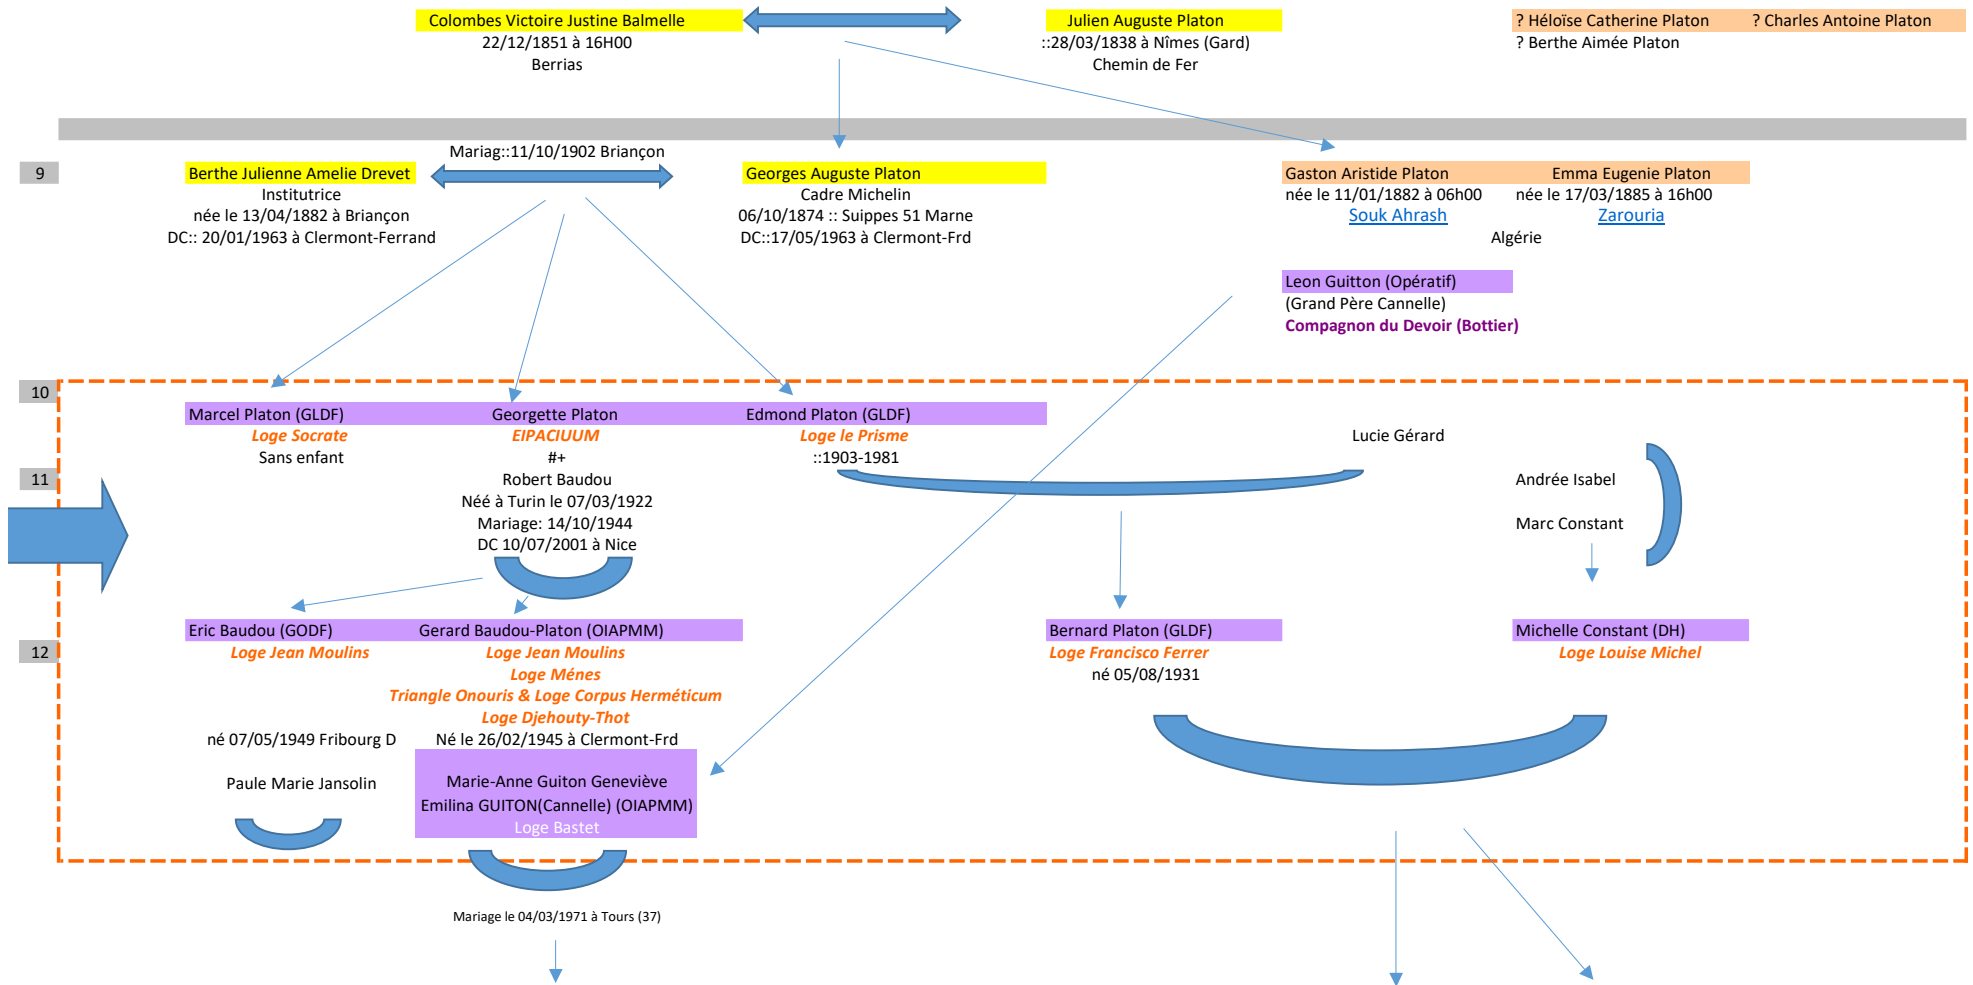 Colombes Victoire Justine Balmelle
Julien Auguste Platon
? Héloïse Catherine Platon ? Charles Antoine Platon
22/12/1851 à 16H00
::28/03/1838 à Nîmes (Gard)
? Berthe Aimée Platon
Berrias
Chemin de Fer
Mariag::11/10/1902 Briançon
9
Berthe Julienne Amelie Drevet
Georges Auguste Platon
Gaston Aristide Platon
Emma Eugenie Platon
Institutrice
Cadre Michelin
née le 11/01/1882 à 06h00
née le 17/03/1885 à 16h00
née le 13/04/1882 à Briançon
06/10/1874 :: Suippes 51 Marne
Souk Ahrash
Zarouria
DC:: 20/01/1963 à Clermont-Ferrand
DC::17/05/1963 à Clermont-Frd
Algérie
Leon Guitton (Opératif)
(Grand Père Cannelle)
Compagnon du Devoir (Bottier)
10
Marcel Platon (GLDF)
Georgette Platon
Edmond Platon (GLDF)
Loge Socrate
EIPACIUUM
Loge le Prisme
Lucie Gérard
Sans enfant
#+
::1903-1981
11
Robert Baudou
Andrée Isabel
Néé à Turin le 07/03/1922
Mariage: 14/10/1944
Marc Constant
DC 10/07/2001 à Nice
Eric Baudou (GODF)
Gerard Baudou-Platon (OIAPMM)
Bernard Platon (GLDF)
Michelle Constant (DH)
12
Loge Jean Moulins
Loge Jean Moulins
Loge Francisco Ferrer
Loge Louise Michel
Loge Ménes
né 05/08/1931
Triangle Onouris & Loge Corpus Herméticum
Loge Djehouty-Thot
né 07/05/1949 Fribourg D
Né le 26/02/1945 à Clermont-Frd
Paule Marie Jansolin
Marie-Anne Guiton Geneviève
Emilina GUITON(Cannelle) (OIAPMM)
Loge Bastet
Mariage le 04/03/1971 à Tours (37)